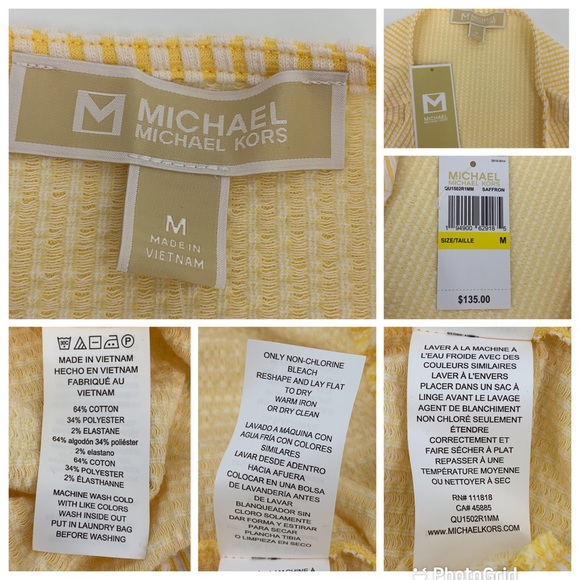 M
MICHAEL
MICHAEL KORS
M
MADE IN
VIETNAM
MICHAEL
MICHAEL KORS
QU1502R1MM SAFFRON
1 94900 62918 5
SIZE/TAILLE M
$135.00
MADE IN VIETNAM
HECHO EN VIETNAM
FABRIQUÉ AU
VIETNAM
64% COTTON
34% POLYESTER
2% ELASTANE
64% algodón 34% poliéster
2% elastano
64% COTON
34% POLYESTER
2% ÉLASTHANNE
MACHINE WASH COLD
WITH LIKE COLORS
WASH INSIDE OUT
PUT IN LAUNDRY BAG
BEFORE WASHING
ONLY NON-CHLORINE
BLEACH
RESHAPE AND LAY FLAT
TO DRY
WARM IRON
OR DRY CLEAN
LAVADO A MÁQUINA CON
AGUA FRÍA CON COLORES
SIMILARES
LAVAR DESDE ADENTRO
HACIA AFUERA
COLOCAR EN UNA BOLSA
DE LAVANDERÍA ANTES
DE LAVAR
BLANQUEADOR SIN
CLORO SOLAMENTE
DAR FORMA Y ESTIRAR
PARA SECAR
PLANCHA TIBIA
O LIMPIEZA EN SECO
LAVER À LA MACHINE A
L'EAU FROIDE AVEC DES
COULEURS SIMILAIRES
LAVER À L'ENVERS
PLACER DANS UN SAC À
LINGE AVANT LE LAVAGE
AGENT DE BLANCHIMENT
NON CHLORÉ SEULEMENT
ÉTENDRE
CORRECTEMENT ET
FAIRE SÉCHER À PLAT
REPASSER À UNE
TEMPÉRATURE MOYENNE
OU NETTOYER À SEC
RN# 111818
CA# 45885
QU1502R1MM
WWW.MICHAELKORS.COM
PhotoGrid